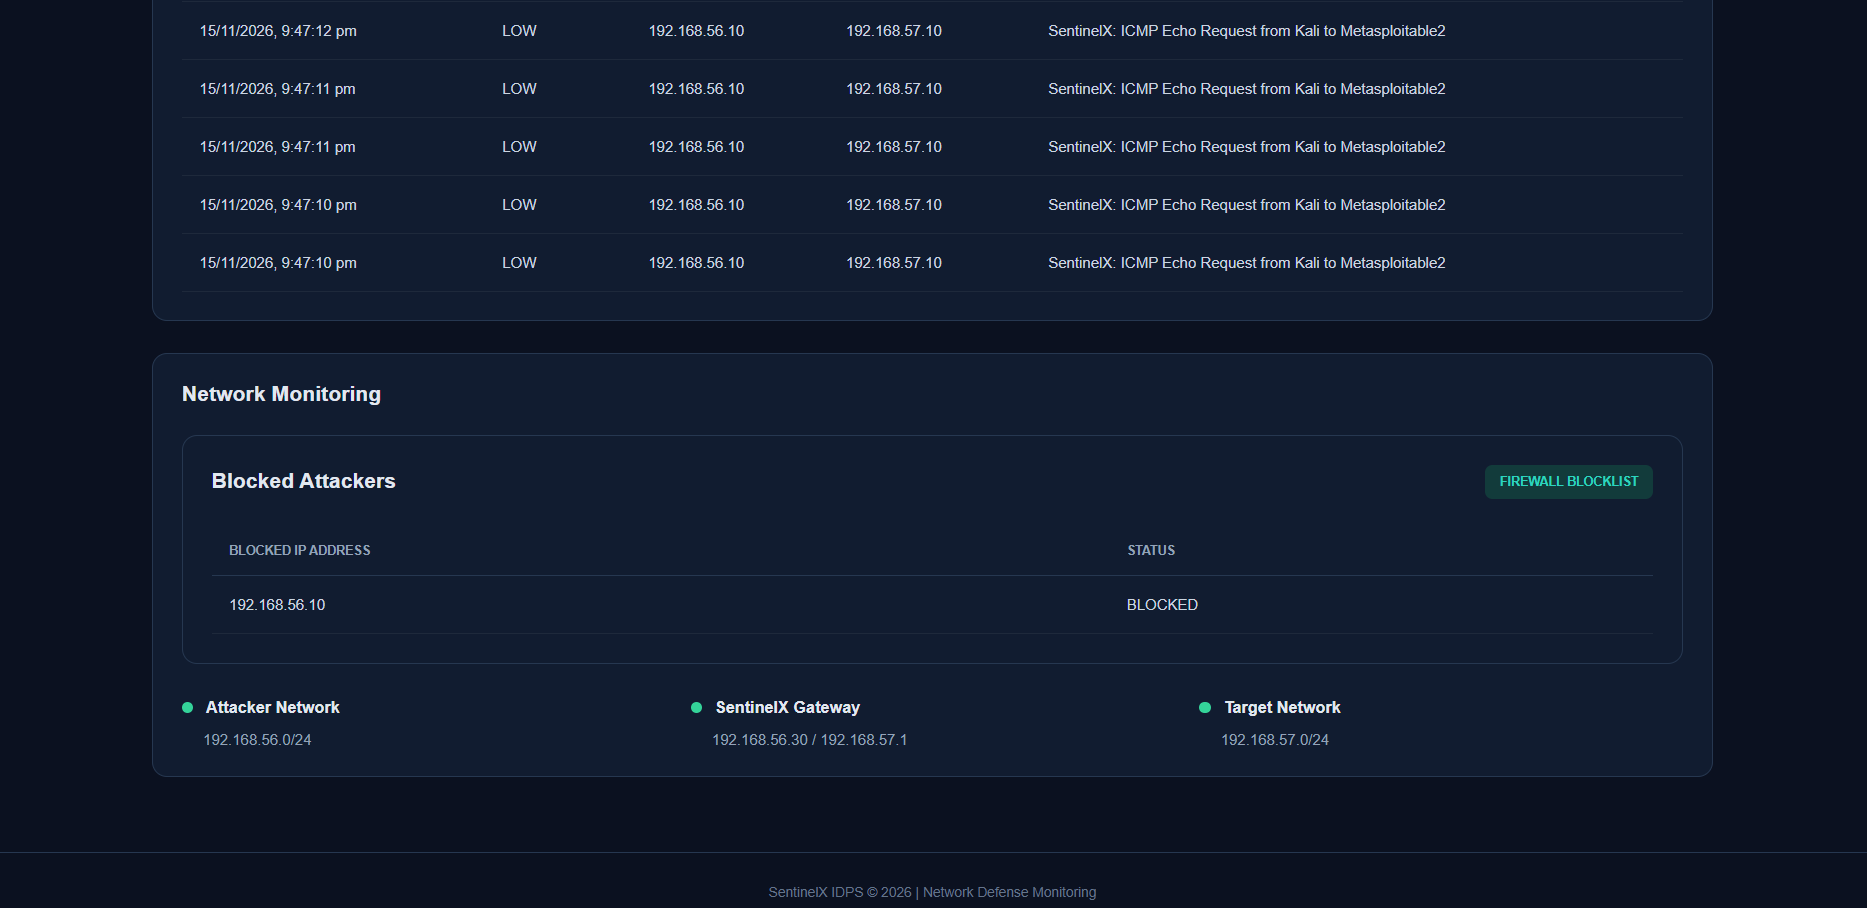 15/11/2026, 9:47:12 pm LOW 192.168.56.10 192.168.57.10 SentinelX: ICMP Echo Request from Kali to Metasploitable2
15/11/2026, 9:47:11 pm LOW 192.168.56.10 192.168.57.10 SentinelX: ICMP Echo Request from Kali to Metasploitable2
15/11/2026, 9:47:11 pm LOW 192.168.56.10 192.168.57.10 SentinelX: ICMP Echo Request from Kali to Metasploitable2
15/11/2026, 9:47:10 pm LOW 192.168.56.10 192.168.57.10 SentinelX: ICMP Echo Request from Kali to Metasploitable2
15/11/2026, 9:47:10 pm LOW 192.168.56.10 192.168.57.10 SentinelX: ICMP Echo Request from Kali to Metasploitable2
Network Monitoring
Blocked Attackers FIREWALL BLOCKLIST
BLOCKED IP ADDRESS STATUS
192.168.56.10 BLOCKED
Attacker Network SentinelX Gateway Target Network
192.168.56.0/24 192.168.56.30 / 192.168.57.1 192.168.57.0/24
SentinelX IDPS © 2026 | Network Defense Monitoring